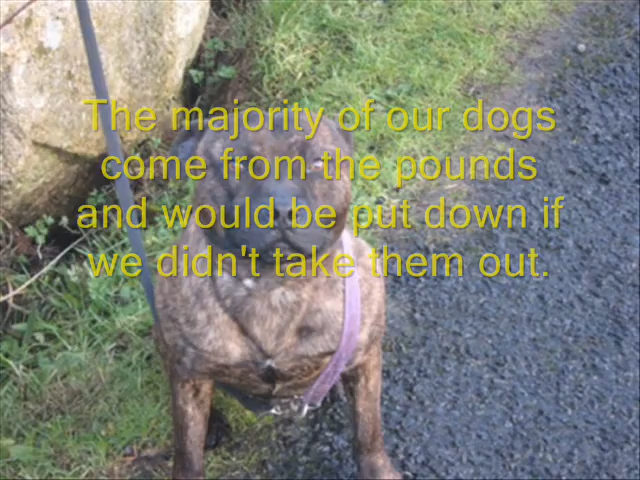 The majority of our dogs
come from the pounds
and would be put down if
we didn't take them out.